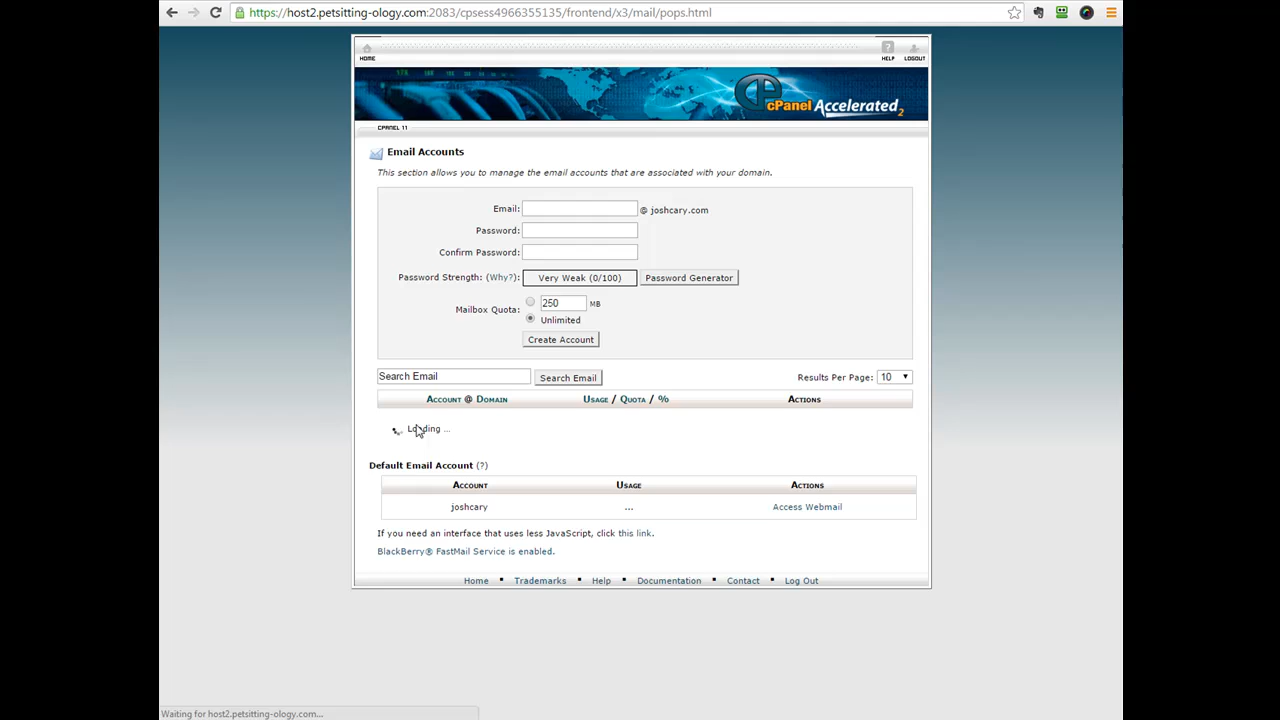 https://host2.petsitting-ology.com:2083/cpsess4966355135/frontend/x3/mail/pops.html
HOME
HELP
LOGOUT
cPanel Accelerated 2
CPANEL 11
Email Accounts
This section allows you to manage the email accounts that are associated with your domain.
Email: @ joshcary.com
Password:
Confirm Password:
Password Strength: (Why?): Very Weak (0/100) Password Generator
Mailbox Quota: 250 MB
Unlimited
Create Account
Search Email Search Email Results Per Page: 10
ACCOUNT @ DOMAIN USAGE / QUOTA / % ACTIONS
Loading ...
Default Email Account (?)
ACCOUNT USAGE ACTIONS
joshcary ... Access Webmail
If you need an interface that uses less JavaScript, click this link.
BlackBerry® FastMail Service is enabled.
Home ▪ Trademarks ▪ Help ▪ Documentation ▪ Contact ▪ Log Out
Waiting for host2.petsitting-ology.com...